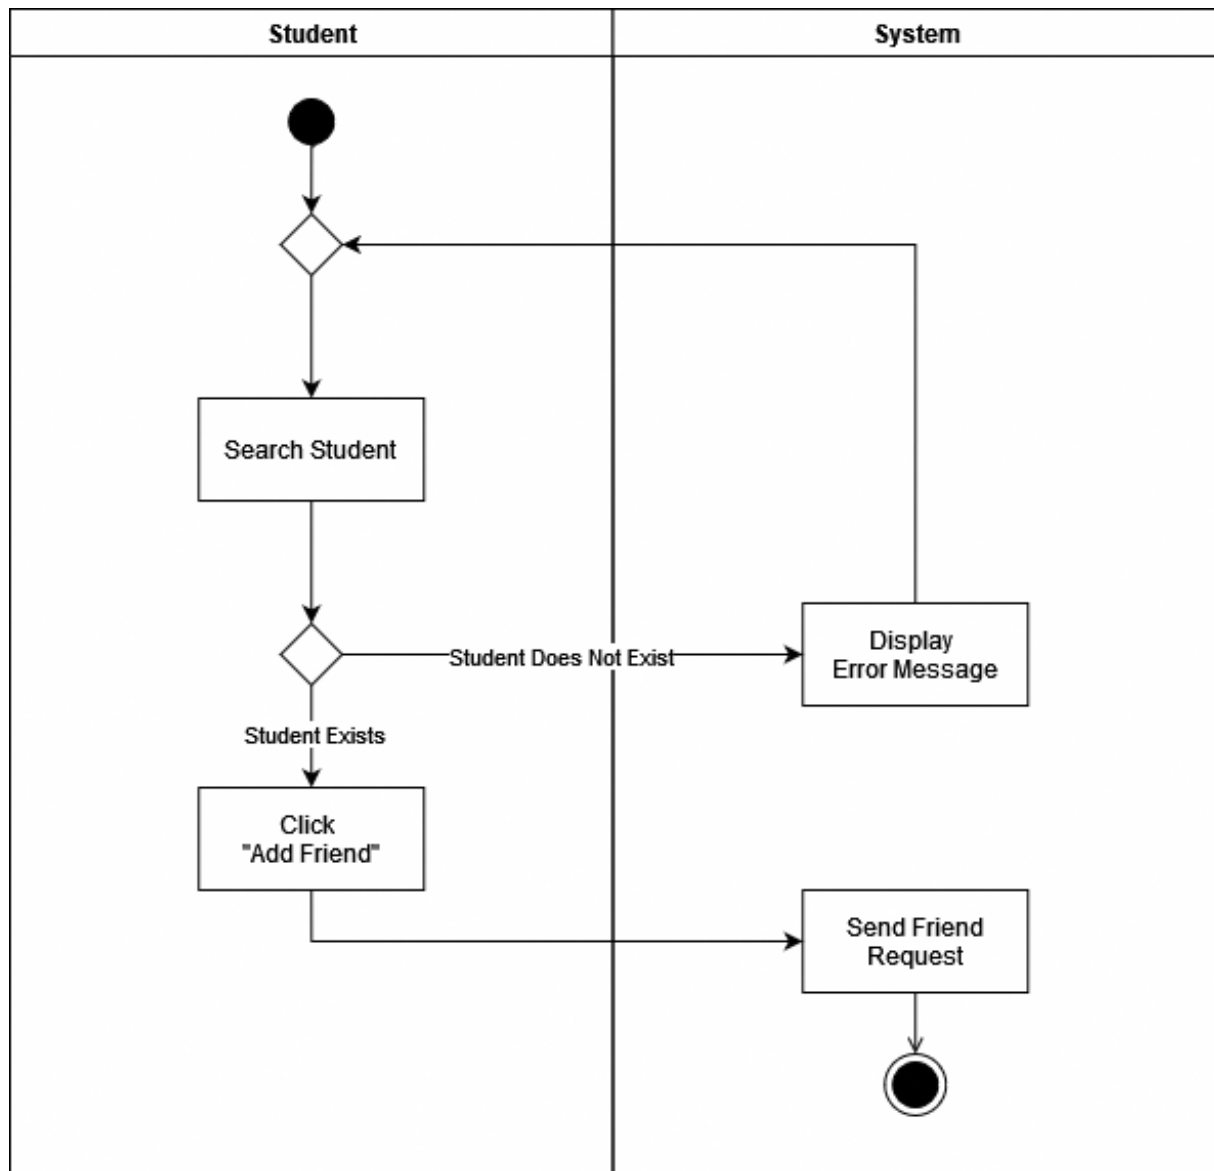 Student
System
Search Student
Student Does Not Exist
Display
Error Message
Student Exists
Click
"Add Friend"
Send Friend
Request